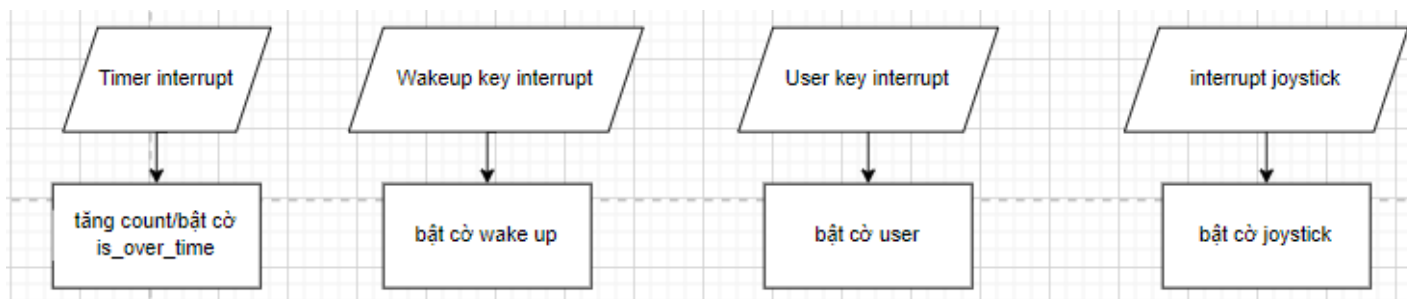 Timer interrupt
Wakeup key interrupt
User key interrupt
interrupt joystick
tăng count/bật cờ
is_over_time
bật cờ wake up
bật cờ user
bật cờ joystick